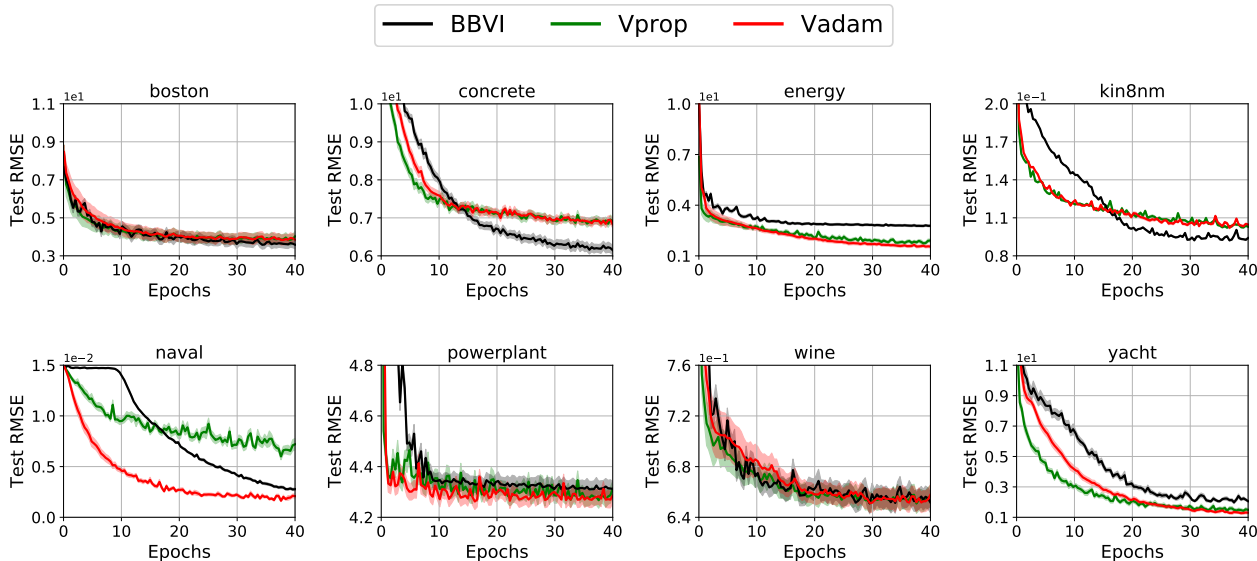 BBVI Vprop Vadam
boston
1e1
Test RMSE
1.1
0.9
0.7
0.5
0.3
0 10 20 30 40
Epochs
concrete
1e1
Test RMSE
1.0
0.9
0.8
0.7
0.6
0 10 20 30 40
Epochs
energy
1e1
Test RMSE
1.0
0.7
0.4
0.1
0 10 20 30 40
Epochs
kin8nm
1e−1
Test RMSE
2.0
1.7
1.4
1.1
0.8
0 10 20 30 40
Epochs
naval
1e−2
Test RMSE
1.5
1.0
0.5
0.0
0 10 20 30 40
Epochs
powerplant
Test RMSE
4.8
4.6
4.4
4.2
0 10 20 30 40
Epochs
wine
1e−1
Test RMSE
7.6
7.2
6.8
6.4
0 10 20 30 40
Epochs
yacht
1e1
Test RMSE
1.1
0.9
0.7
0.5
0.3
0.1
0 10 20 30 40
Epochs